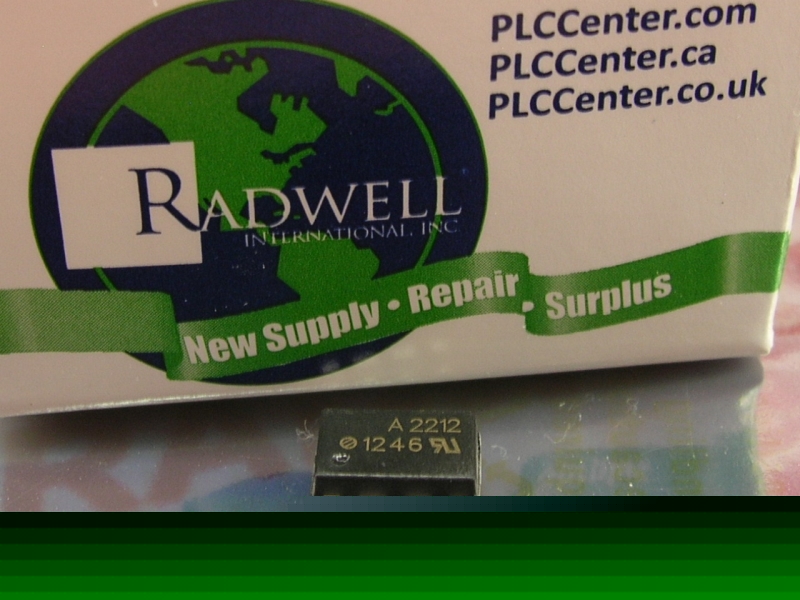 PLCCenter.com
PLCCenter.ca
PLCCenter.co.uk
RADWELL
INTERNATIONAL, INC.
New Supply • Repair • Surplus
A 2212
1246